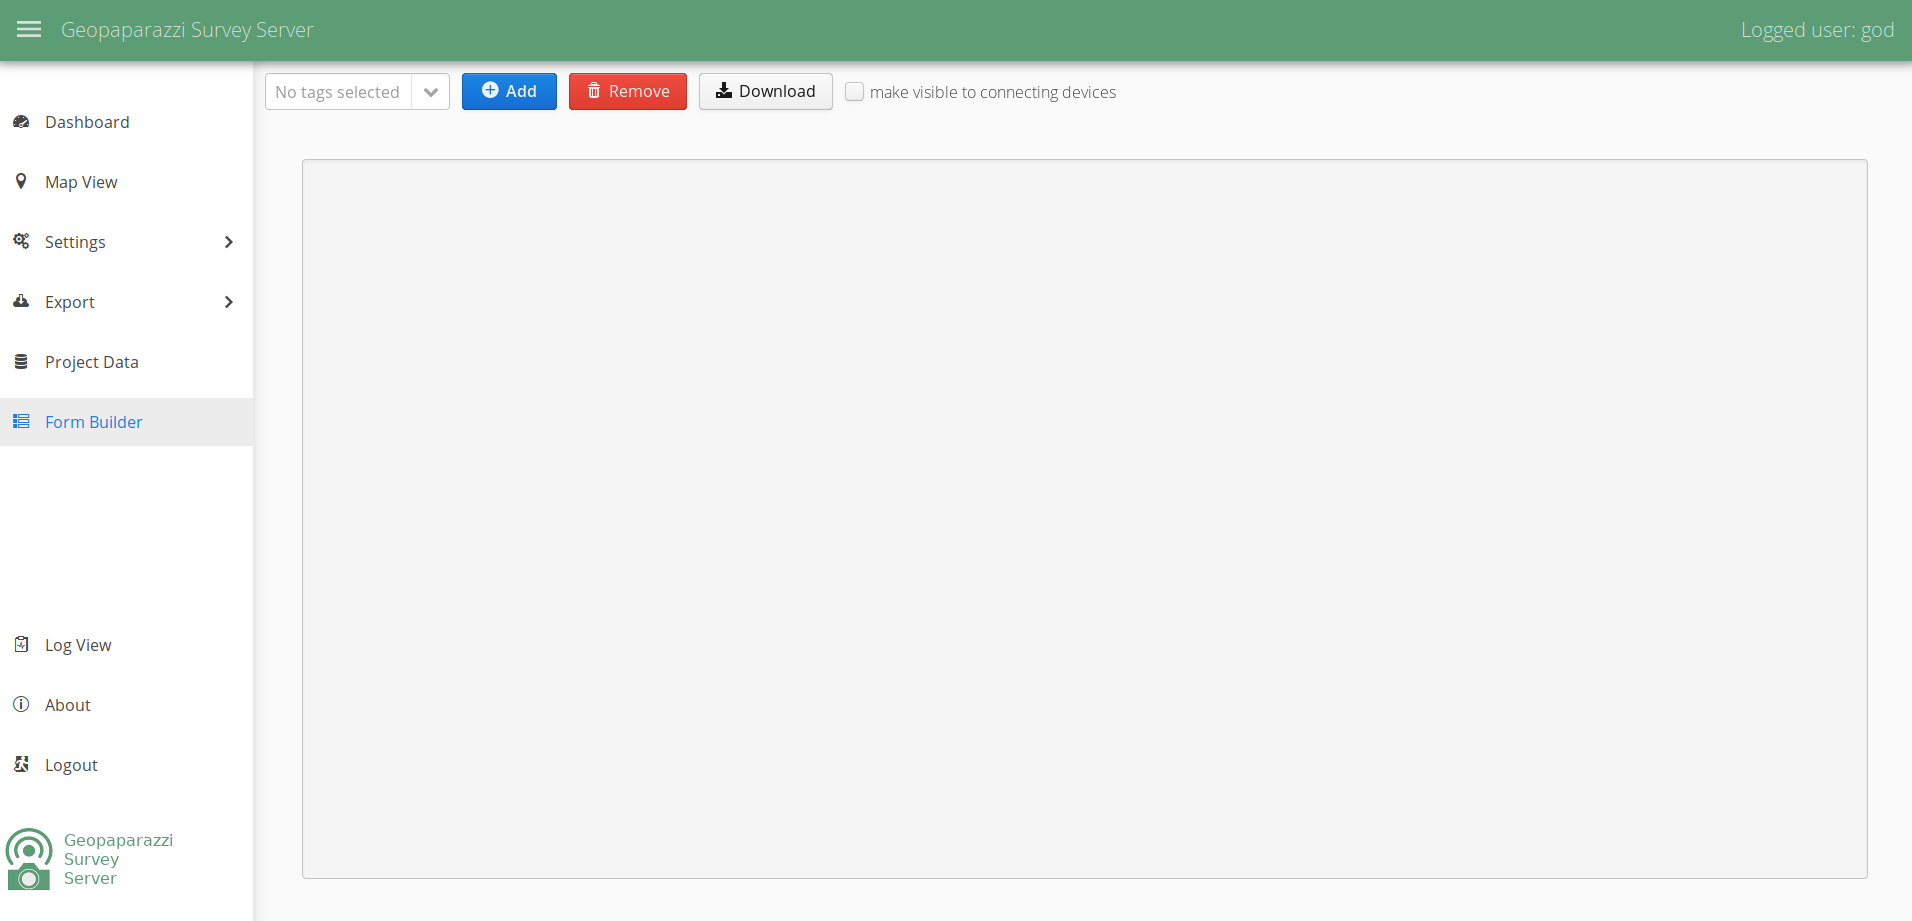 Geopaparazzi Survey Server
Logged user: god
No tags selected
Add
Remove
Download
make visible to connecting devices
Dashboard
Map View
Settings
Export
Project Data
Form Builder
Log View
About
Logout
Geopaparazzi
Survey
Server